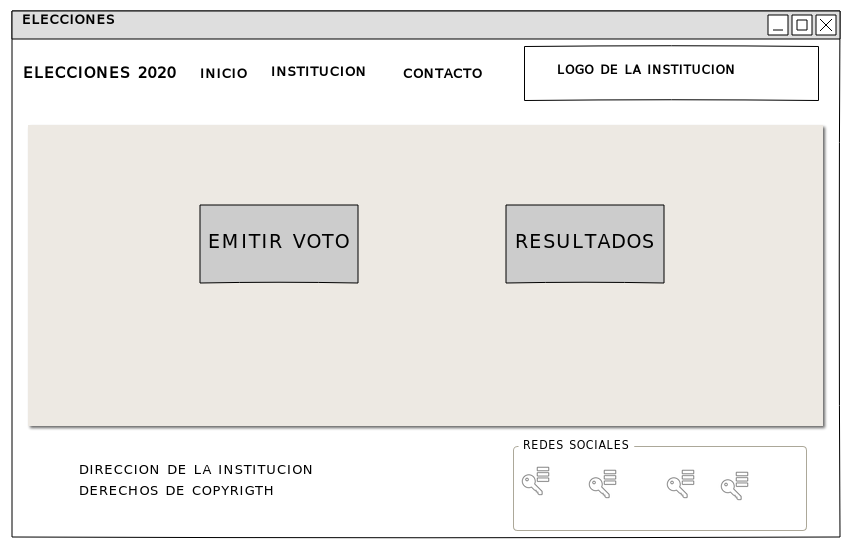 ELECCIONES
ELECCIONES 2020 INICIO INSTITUCION CONTACTO LOGO DE LA INSTITUCION
EMITIR VOTO RESULTADOS
REDES SOCIALES
DIRECCION DE LA INSTITUCION
DERECHOS DE COPYRIGTH